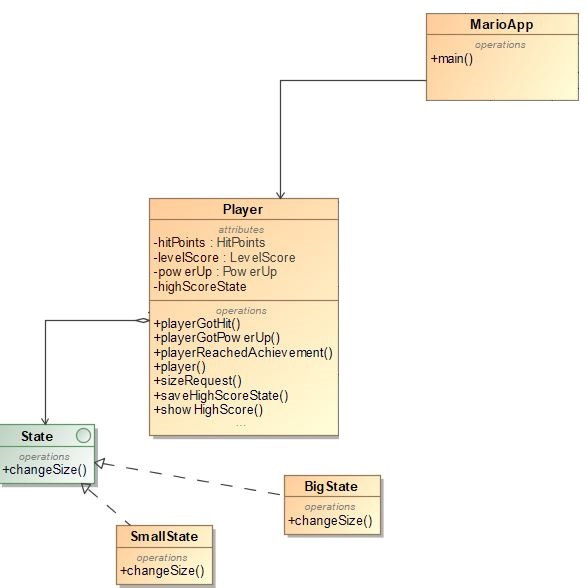 MarioApp
operations
+main()
Player
attributes
-hitPoints : HitPoints
-levelScore : LevelScore
-powerUp : PowerUp
-highScoreState
operations
+playerGotHit()
+playerGotPowerUp()
+playerReachedAchievement()
+player()
+sizeRequest()
+saveHighScoreState()
+showHighScore()
...
State
operations
+changeSize()
BigState
operations
+changeSize()
SmallState
operations
+changeSize()